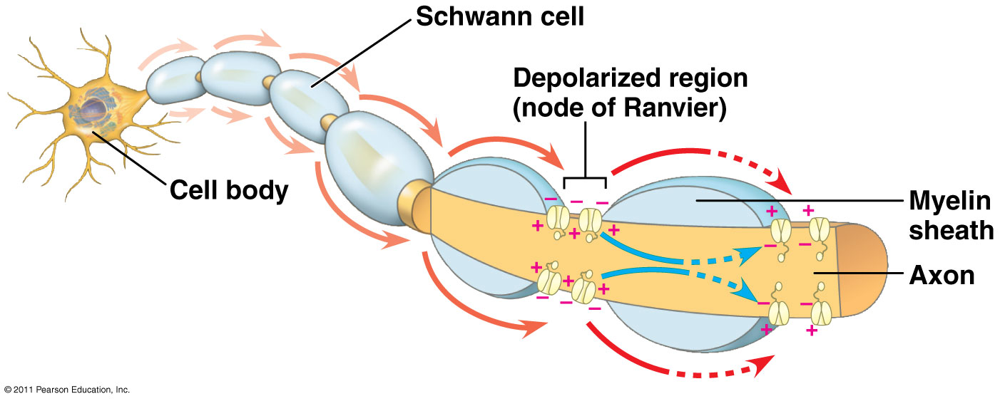 Schwann cell
Depolarized region
(node of Ranvier)
Cell body
Myelin
sheath
Axon
© 2011 Pearson Education, Inc.